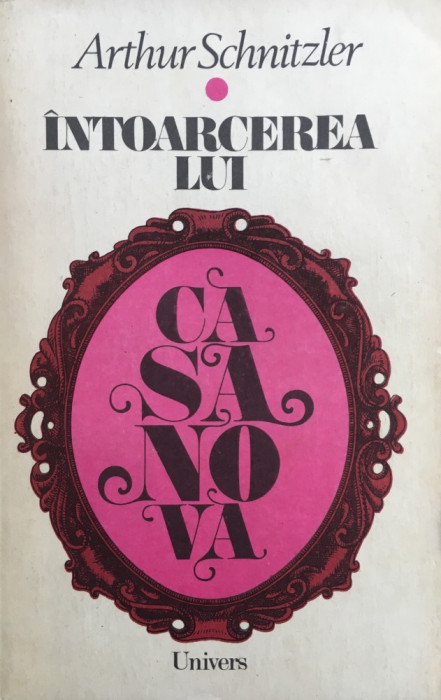 Arthur Schnitzler
ÎNTOARCEREA
LUI
CA
SA
NO
VA
Univers